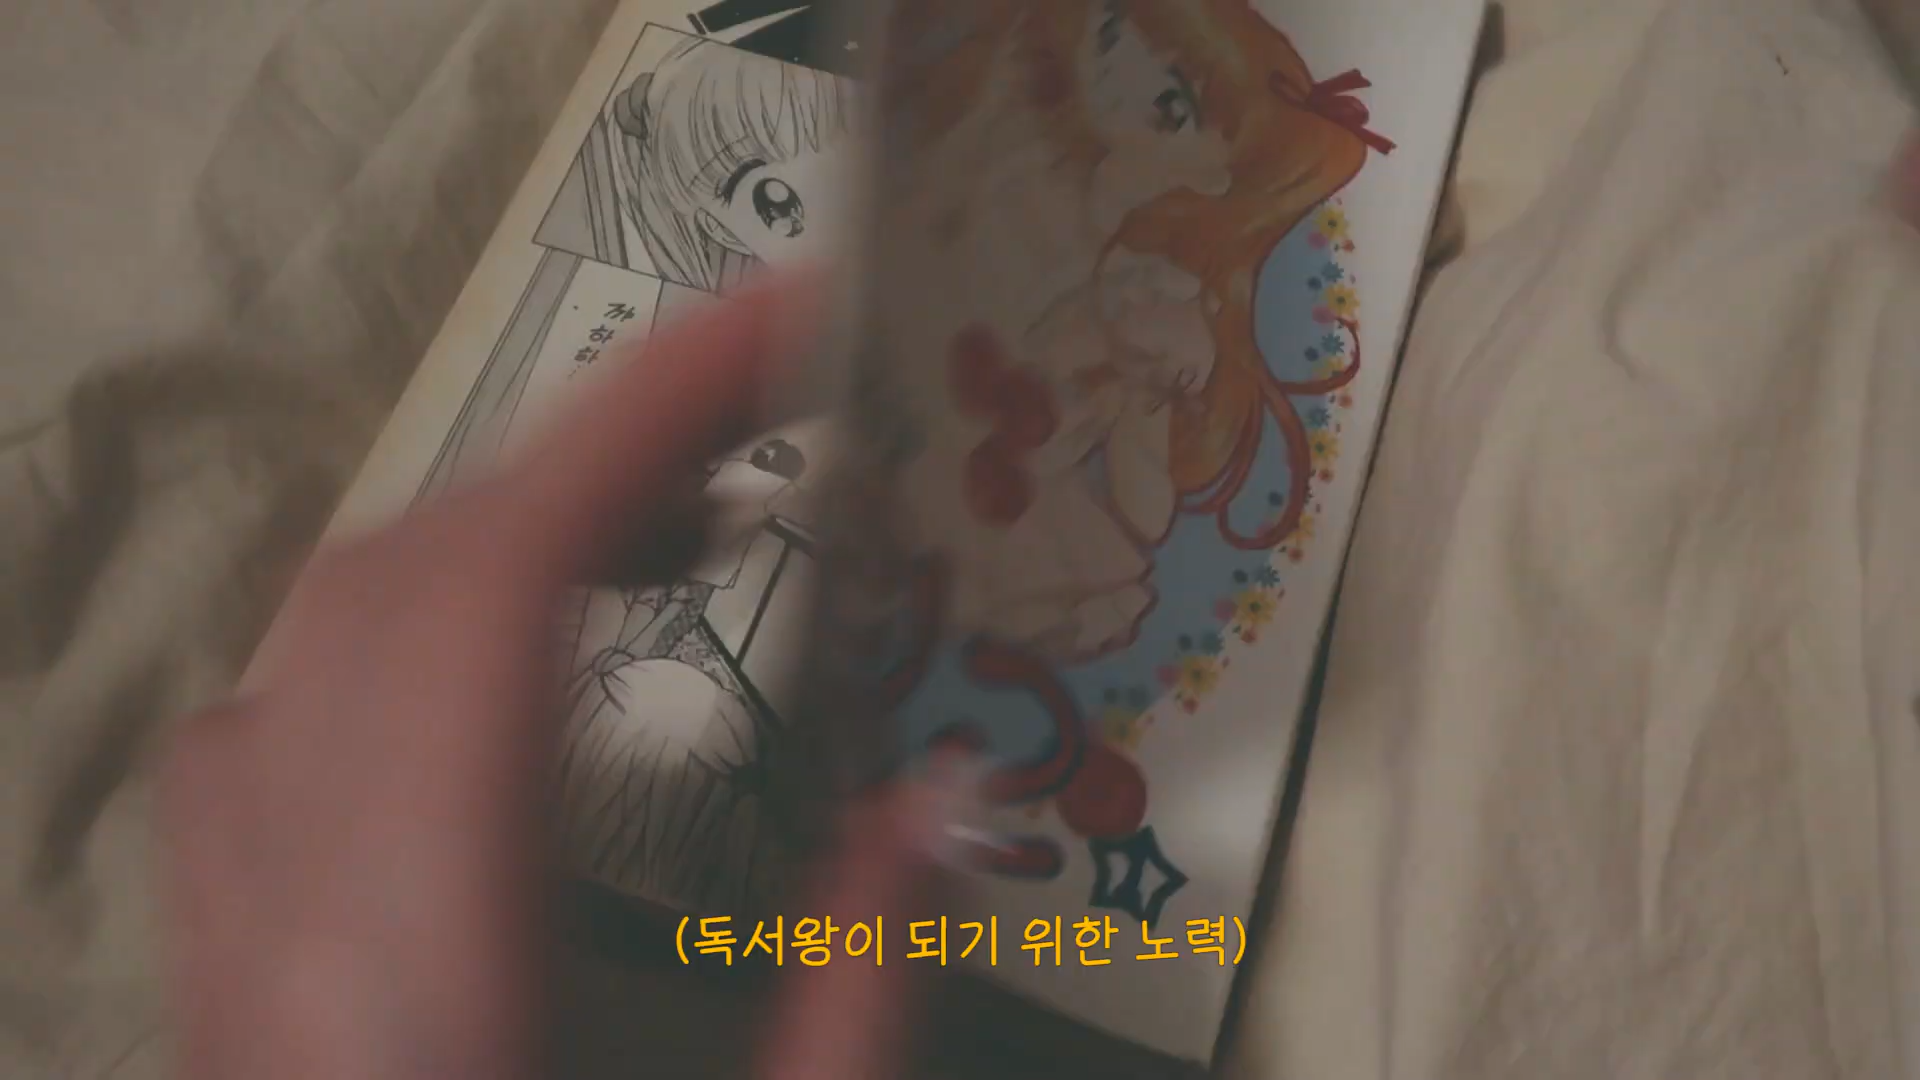 까
하
하
(독서왕이 되기 위한 노력)